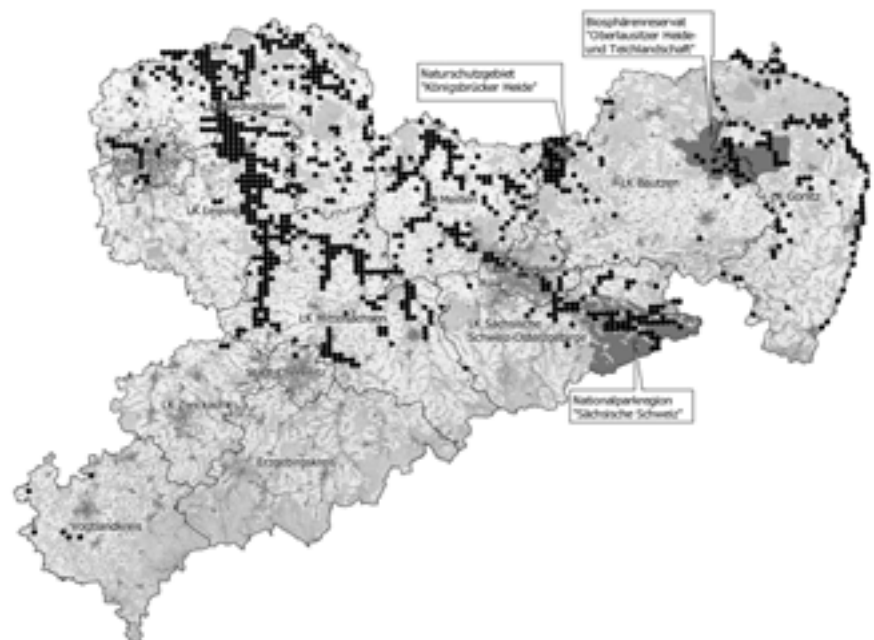 Biosphärenreservat
"Oberlausitzer Heide-
und Teichlandschaft"
Naturschutzgebiet
"Königsbrücker Heide"
LK Bautzen
Görlitz
LK Leipzig
Meißen
LK Mittelsachsen
LK Sächsische
Schweiz-Osterzgebirge
LK Zwickau
Nationalparkregion
"Sächsische Schweiz"
Erzgebirgskreis
Vogtlandkreis